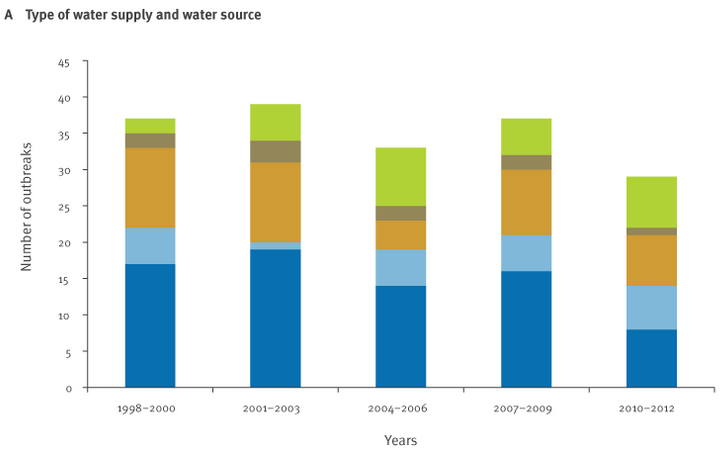 A Type of water supply and water source
Number of outbreaks
45
40
35
30
25
20
15
10
5
0
1998–2000 2001–2003 2004–2006 2007–2009 2010–2012
Years